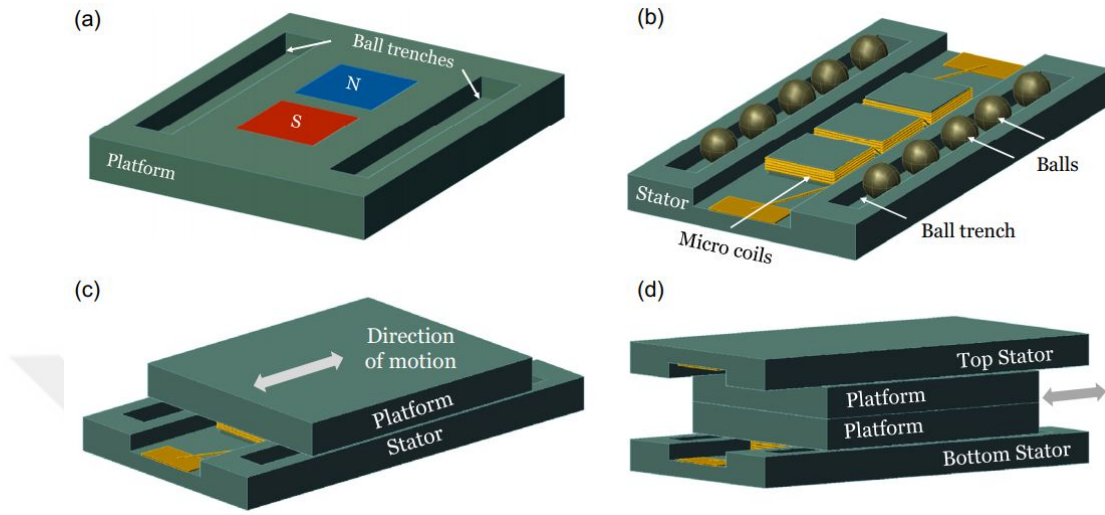 (a)
Ball trenches
N
S
Platform
(b)
Balls
Stator
Ball trench
Micro coils
(c)
Direction
of motion
Platform
Stator
(d)
Top Stator
Platform
Platform
Bottom Stator